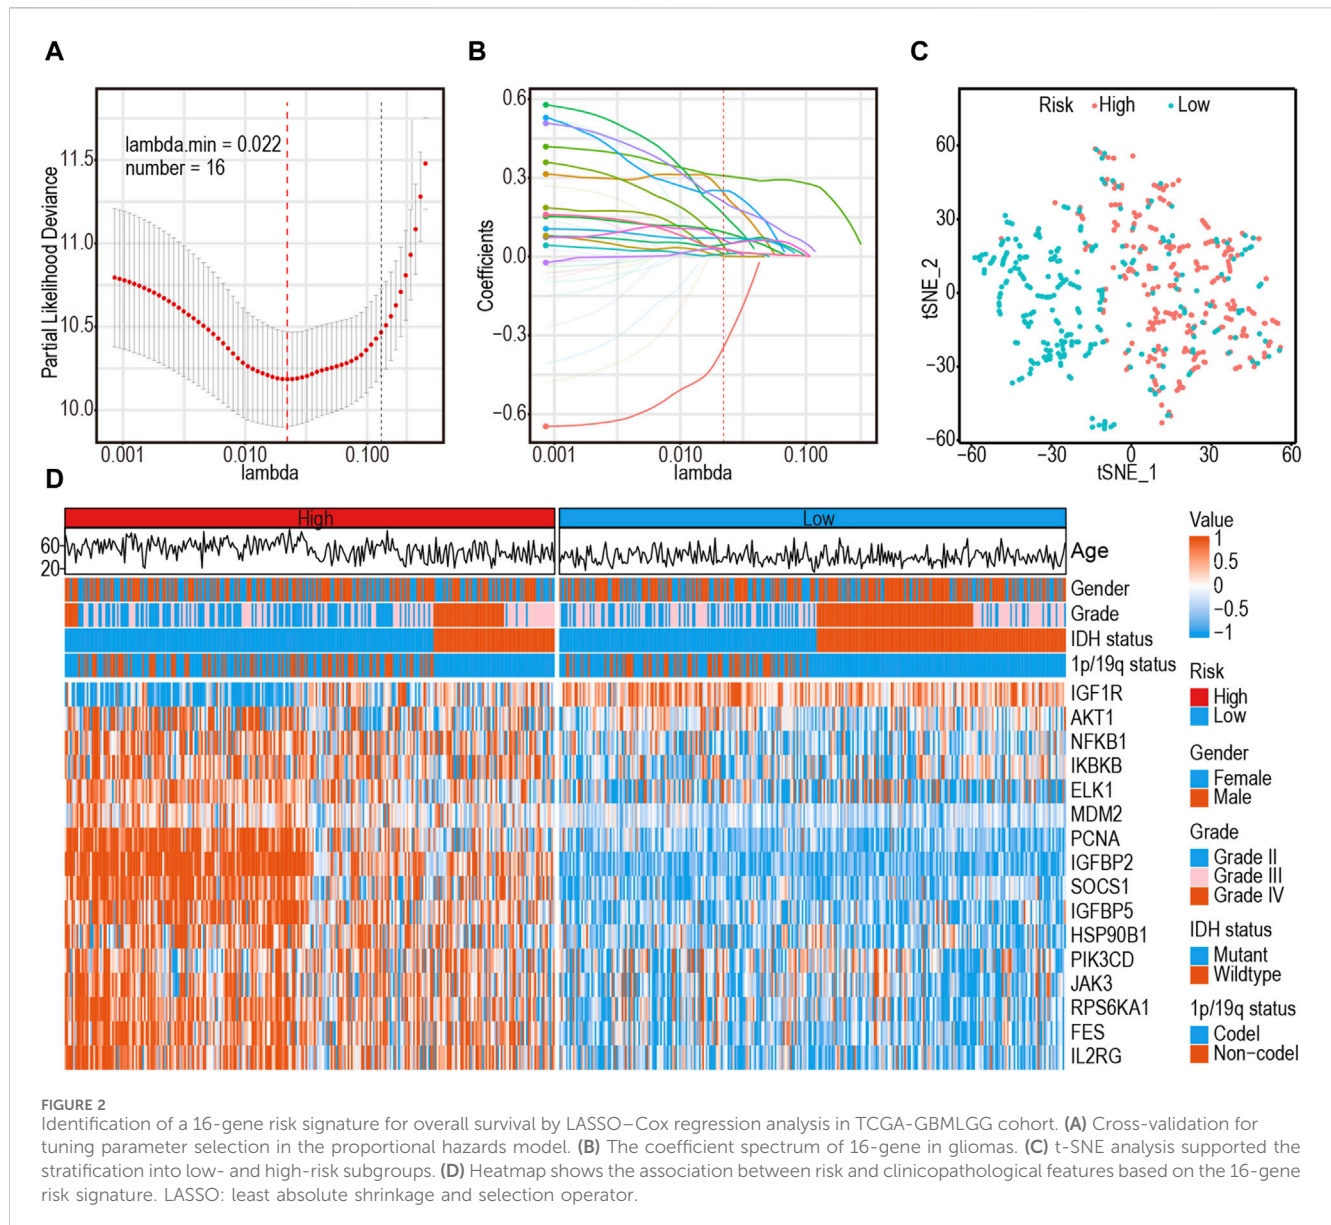 A
B
C
lambda.min = 0.022
number = 16
Partial Likelihood Deviance
11.5
11.0
10.5
10.0
0.001
0.010
0.100
lambda
Coefficients
0.6
0.3
0.0
−0.3
−0.6
0.001
0.010
0.100
lambda
Risk High Low
tSNE_2
60
30
0
−30
−60
−60
−30
0
30
60
tSNE_1
D
High
Low
60
20
Age
Gender
Grade
IDH status
1p/19q status
IGF1R
AKT1
NFKB1
IKBKB
ELK1
MDM2
PCNA
IGFBP2
SOCS1
IGFBP5
HSP90B1
PIK3CD
JAK3
RPS6KA1
FES
IL2RG
Value
1
0.5
0
−0.5
−1
Risk
High
Low
Gender
Female
Male
Grade
Grade II
Grade III
Grade IV
IDH status
Mutant
Wildtype
1p/19q status
Codel
Non−codel
FIGURE 2
Identification of a 16-gene risk signature for overall survival by LASSO–Cox regression analysis in TCGA-GBMLGG cohort. (A) Cross-validation for
tuning parameter selection in the proportional hazards model. (B) The coefficient spectrum of 16-gene in gliomas. (C) t-SNE analysis supported the
stratification into low- and high-risk subgroups. (D) Heatmap shows the association between risk and clinicopathological features based on the 16-gene
risk signature. LASSO: least absolute shrinkage and selection operator.